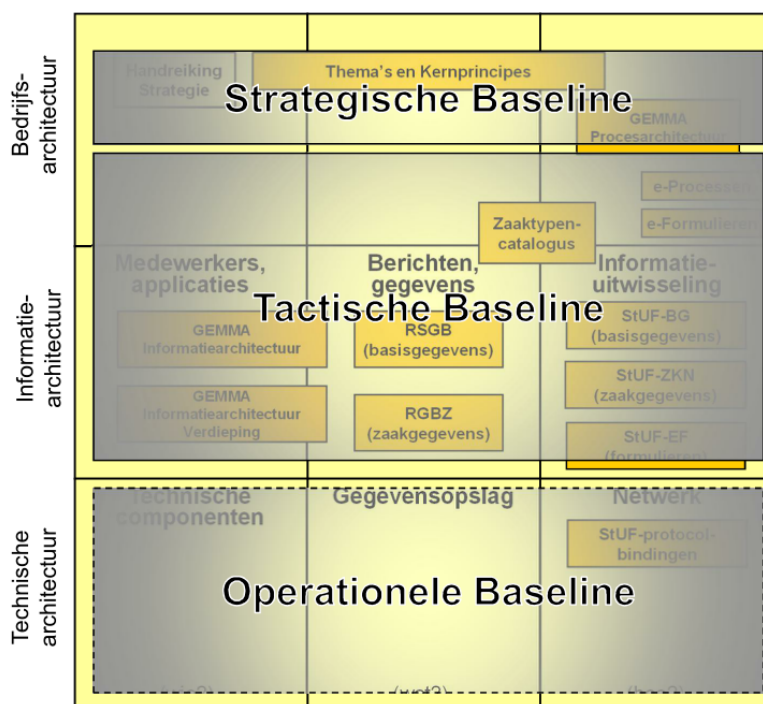 Bedrijfs-
architectuur
Handreiking
Strategie
Thema's en Kernprincipes
Strategische Baseline
GEMMA
Procesarchitectuur
e-Processen
e-Formulieren
Zaaktypen-
catalogus
Informatie-
architectuur
Medewerkers,
applicaties
Berichten,
gegevens
Informatie-
uitwisseling
Tactische Baseline
GEMMA
Informatiearchitectuur
RSGB
(basisgegevens)
StUF-BG
(basisgegevens)
StUF-ZKN
(zaakgegevens)
GEMMA
Informatiearchitectuur
Verdieping
RGBZ
(zaakgegevens)
StUF-EF
(formulieren)
Technische
architectuur
Technische
componenten
Gegevensopslag
Netwerk
StUF-protocol-
bindingen
Operationele Baseline